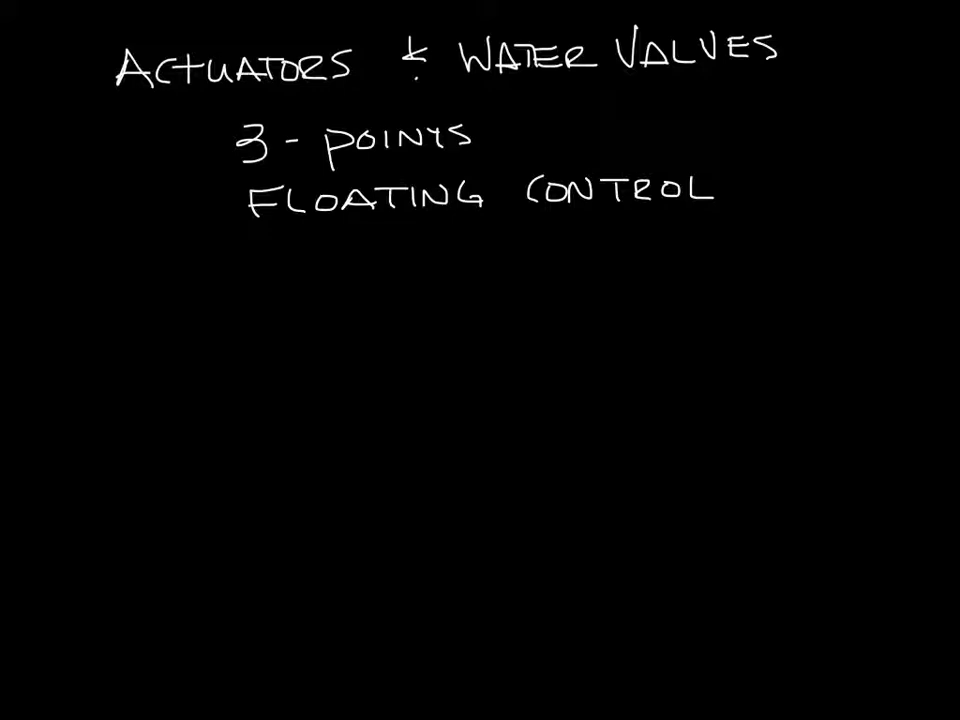 ACTUATORS & WATER VALVES
3 - POINTS
FLOATING CONTROL